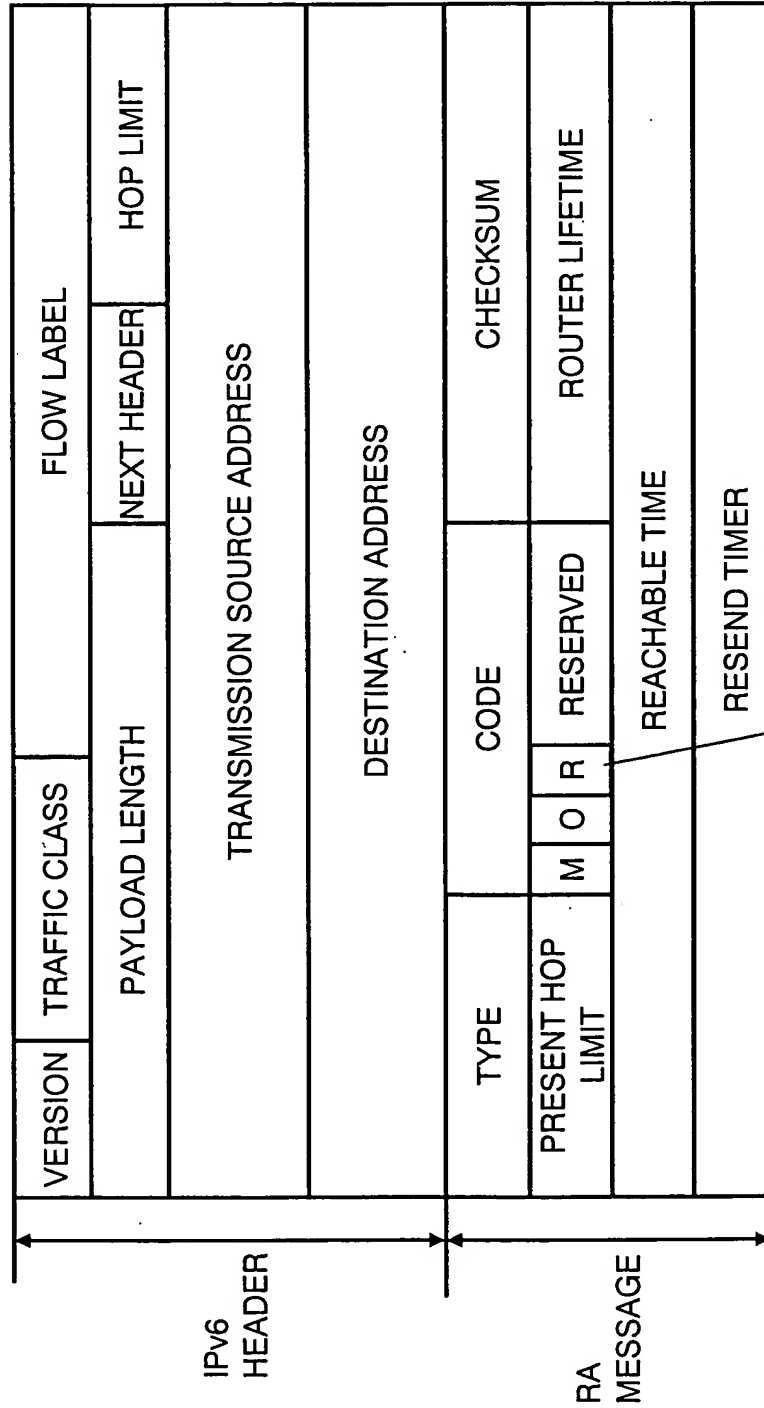 IPv6
HEADER
VERSION TRAFFIC CLASS FLOW LABEL
PAYLOAD LENGTH NEXT HEADER HOP LIMIT
TRANSMISSION SOURCE ADDRESS
DESTINATION ADDRESS
RA
MESSAGE
TYPE CODE CHECKSUM
PRESENT HOP
LIMIT
M O R RESERVED ROUTER LIFETIME
REACHABLE TIME
RESEND TIMER